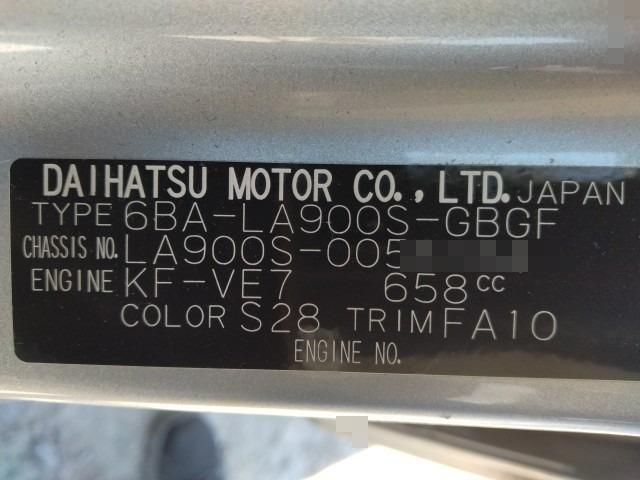 DAIHATSU MOTOR CO., LTD. JAPAN
TYPE 6BA-LA900S-GBGF
CHASSIS NO. LA900S-005
ENGINE KF-VE7 658cc
COLOR S28 TRIM FA10
ENGINE NO.